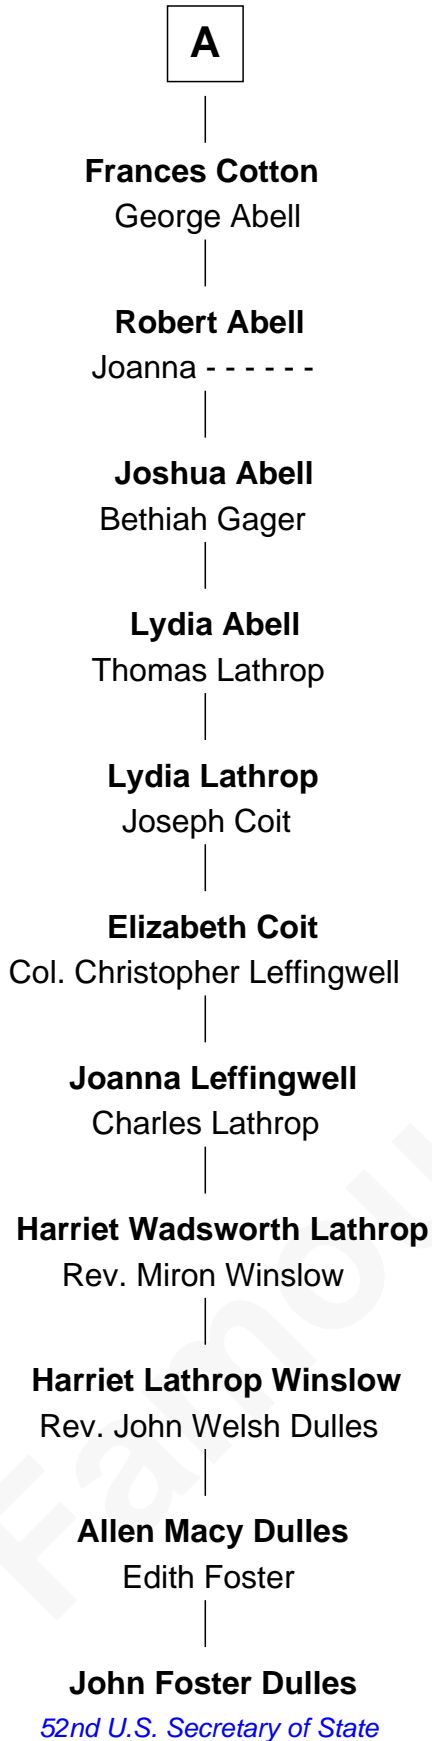 A
Frances Cotton
George Abell
Robert Abell
Joanna - - - - - -
Joshua Abell
Bethiah Gager
Lydia Abell
Thomas Lathrop
Lydia Lathrop
Joseph Coit
Elizabeth Coit
Col. Christopher Leffingwell
Joanna Leffingwell
Charles Lathrop
Harriet Wadsworth Lathrop
Rev. Miron Winslow
Harriet Lathrop Winslow
Rev. John Welsh Dulles
Allen Macy Dulles
Edith Foster
John Foster Dulles
52nd U.S. Secretary of State
Famou